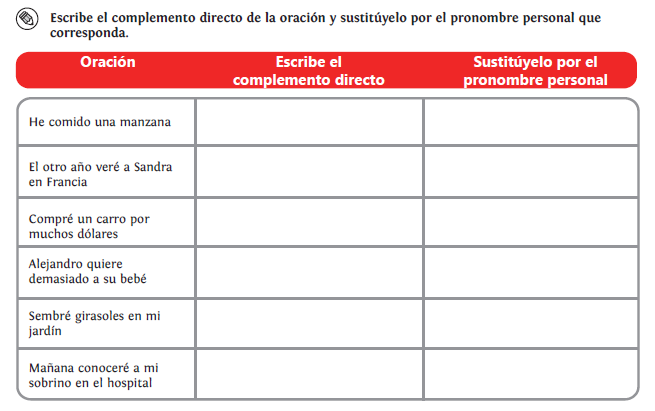 Escribe el complemento directo de la oración y sustitúyelo por el pronombre personal que
corresponda.
Oración
Escribe el
complemento directo
Sustitúyelo por el
pronombre personal
He comido una manzana
El otro año veré a Sandra
en Francia
Compré un carro por
muchos dólares
Alejandro quiere
demasiado a su bebé
Sembré girasoles en mi
jardín
Mañana conoceré a mi
sobrino en el hospital